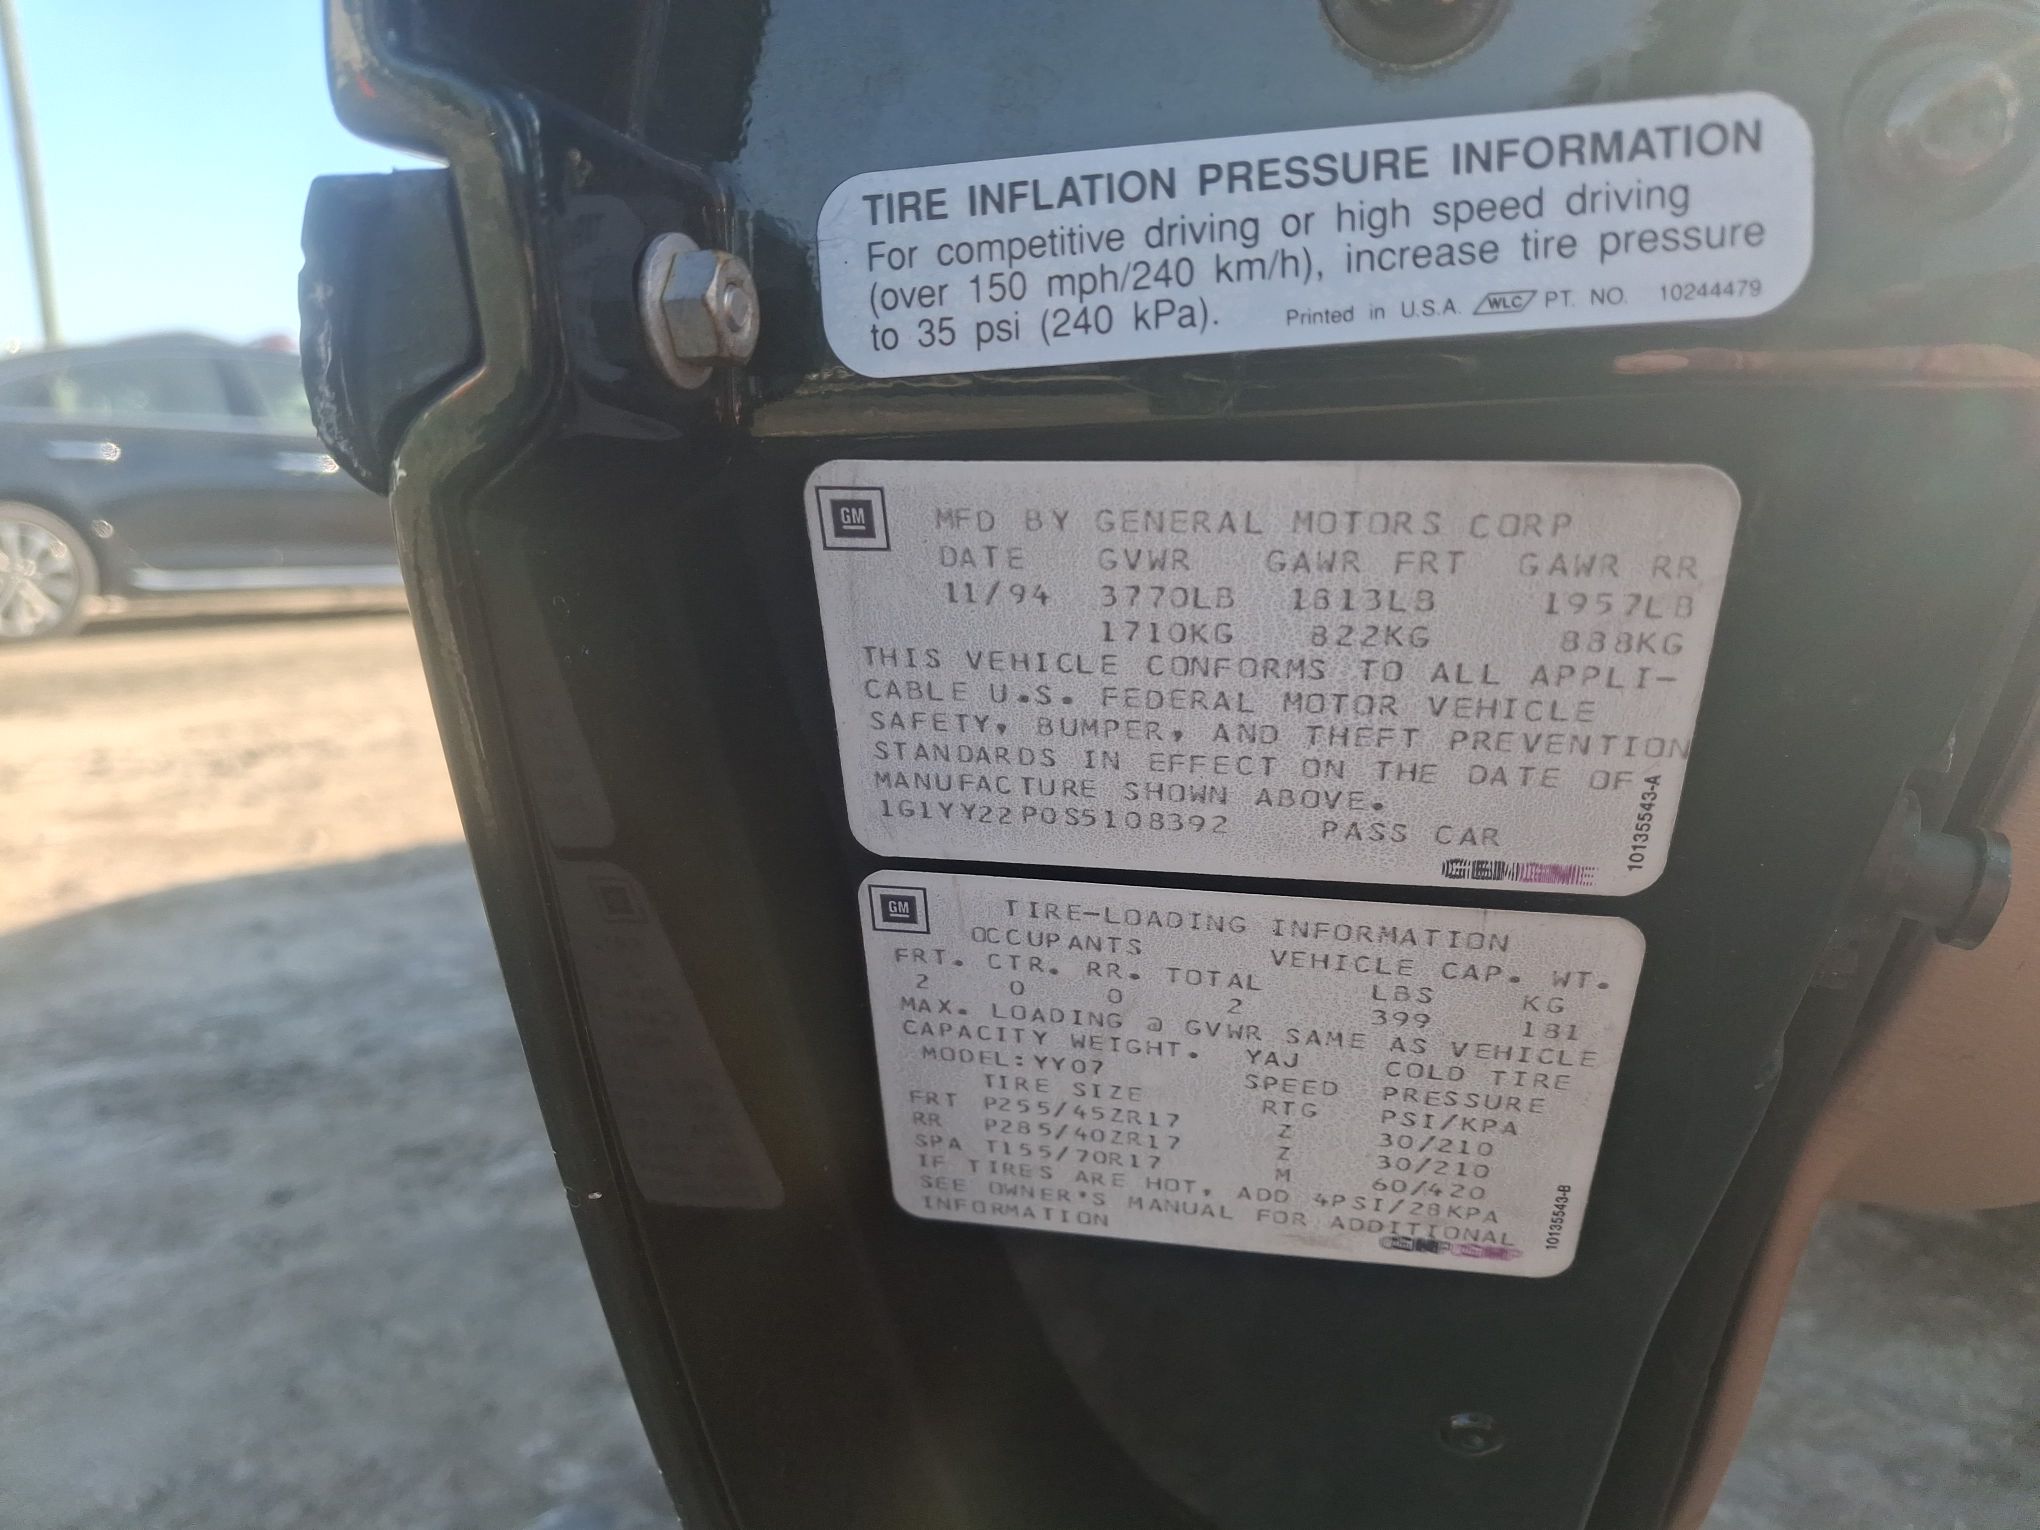 TIRE INFLATION PRESSURE INFORMATION
For competitive driving or high speed driving
(over 150 mph/240 km/h), increase tire pressure
to 35 psi (240 kPa).
Printed in U.S.A. WLC PT. NO. 10244479
GM
MFD BY GENERAL MOTORS CORP
DATE GVWR GAWR FRT GAWR RR
11/94 3770LB 1813LB 1957LB
1710KG 822KG 888KG
THIS VEHICLE CONFORMS TO ALL APPLI-
CABLE U.S. FEDERAL MOTOR VEHICLE
SAFETY, BUMPER, AND THEFT PREVENTION
STANDARDS IN EFFECT ON THE DATE OF
MANUFACTURE SHOWN ABOVE.
1G1YY22P0S5108392 PASS CAR
10135543-A
GM
TIRE-LOADING INFORMATION
OCCUPANTS VEHICLE CAP. WT.
FRT. CTR. RR. TOTAL LBS KG
2 0 0 2 399 181
MAX. LOADING @ GVWR SAME AS VEHICLE
CAPACITY WEIGHT. YAJ COLD TIRE
MODEL:YY07 SPEED PRESSURE
TIRE SIZE RTG PSI/KPA
FRT P255/45ZR17 Z 30/210
RR P285/40ZR17 Z 30/210
SPA T155/70R17 M 60/420
IF TIRES ARE HOT, ADD 4PSI/28KPA
SEE OWNER'S MANUAL FOR ADDITIONAL
INFORMATION
10135543-B